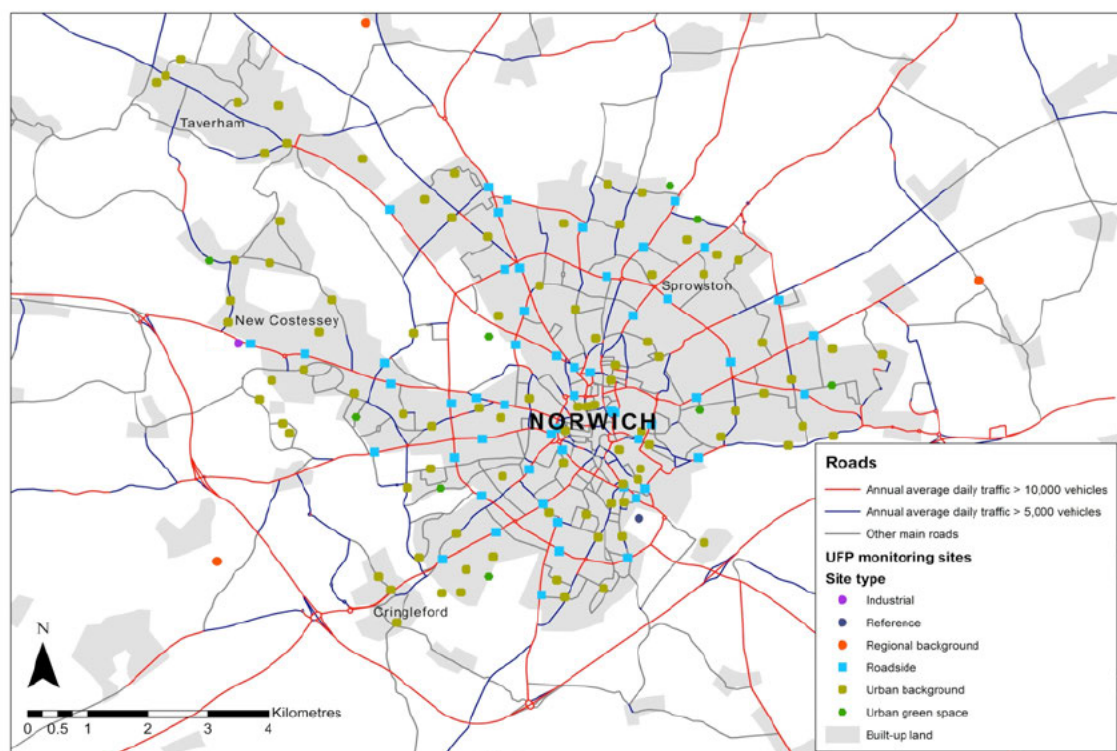 Taverham
Sprowston
New Costessey
NORWICH
Cringleford
N
Kilometres
0 0.5 1 2 3 4
Roads
Annual average daily traffic > 10,000 vehicles
Annual average daily traffic > 5,000 vehicles
Other main roads
UFP monitoring sites
Site type
Industrial
Reference
Regional background
Roadside
Urban background
Urban green space
Built-up land